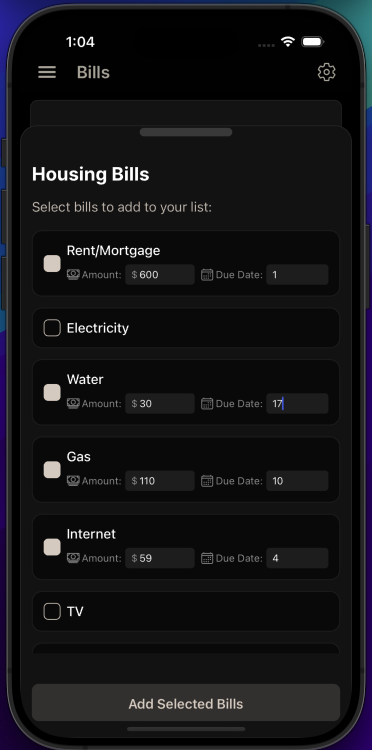 1:04
Bills
Housing Bills
Select bills to add to your list:
Rent/Mortgage
Amount: $ 600 Due Date: 1
Electricity
Water
Amount: $ 30 Due Date: 17
Gas
Amount: $ 110 Due Date: 10
Internet
Amount: $ 59 Due Date: 4
TV
Add Selected Bills